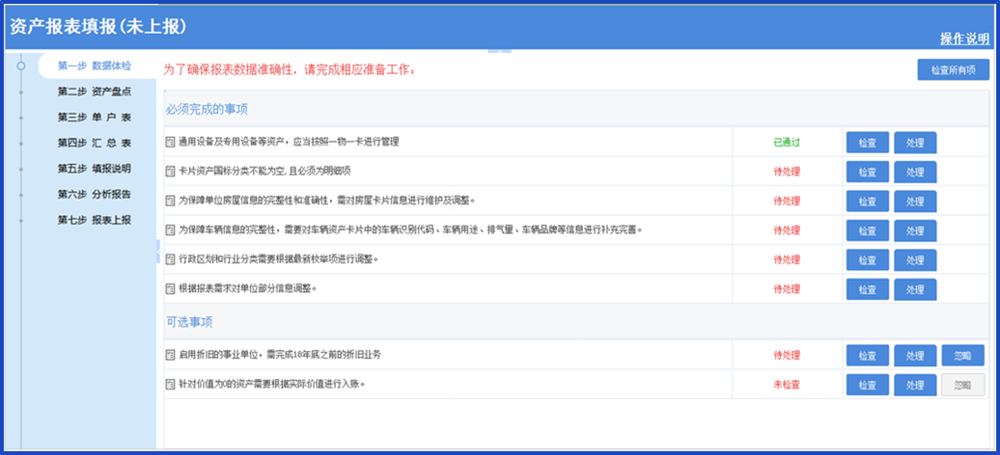 资产报表填报(未上报)
操作说明
第一步 数据体检
第二步 资产盘点
第三步 单 户 表
第四步 汇 总 表
第五步 填报说明
第六步 分析报告
第七步 报表上报
为了确保报表数据准确性，请完成相应准备工作：
检查所有项
必须完成的事项
通用设备及专用设备等资产，应当按照一物一卡进行管理 已通过 检查 处理
卡片资产国标分类不能为空,且必须为明细项 待处理 检查 处理
为保障单位房屋信息的完整性和准确性，需对房屋卡片信息进行维护及调整。 待处理 检查 处理
为保障车辆信息的完整性，需要对车辆资产卡片中的车辆识别代码、车辆用途、排气量、车辆品牌等信息进行补充完善。 待处理 检查 处理
行政区划和行业分类需要根据最新枚举项进行调整。 待处理 检查 处理
根据报表需求对单位部分信息调整。 待处理 检查 处理
可选事项
启用折旧的事业单位，需完成18年底之前的折旧业务 待处理 检查 处理 忽略
针对价值为0的资产需要根据实际价值进行入账。 未检查 检查 处理 忽略